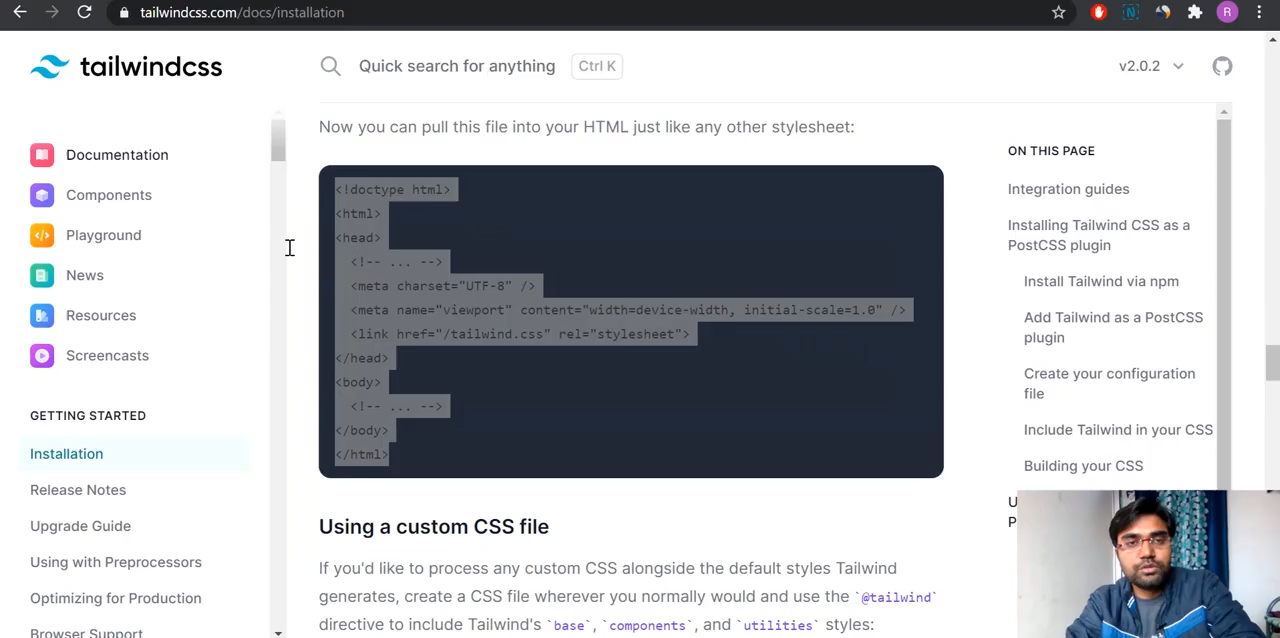 tailwindcss.com/docs/installation
R
tailwindcss
Quick search for anything
Ctrl K
v2.0.2
Documentation
Components
Playground
News
Resources
Screencasts
GETTING STARTED
Installation
Release Notes
Upgrade Guide
Using with Preprocessors
Optimizing for Production
Browser Support
Now you can pull this file into your HTML just like any other stylesheet:
<!doctype html>
<html>
<head>
<!-- ... -->
<meta charset="UTF-8" />
<meta name="viewport" content="width=device-width, initial-scale=1.0" />
<link href="/tailwind.css" rel="stylesheet">
</head>
<body>
<!-- ... -->
</body>
</html>
Using a custom CSS file
If you'd like to process any custom CSS alongside the default styles Tailwind
generates, create a CSS file wherever you normally would and use the `@tailwind`
directive to include Tailwind's `base`, `components`, and `utilities` styles:
ON THIS PAGE
Integration guides
Installing Tailwind CSS as a
PostCSS plugin
Install Tailwind via npm
Add Tailwind as a PostCSS
plugin
Create your configuration
file
Include Tailwind in your CSS
Building your CSS